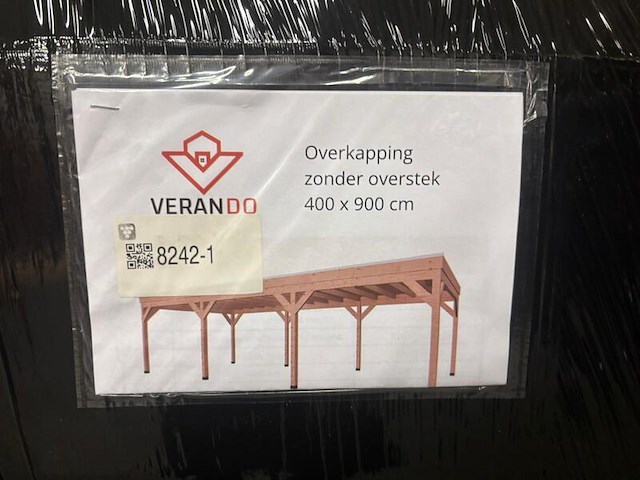 Overkapping
zonder overstek
400 x 900 cm
VERANDO
8242-1